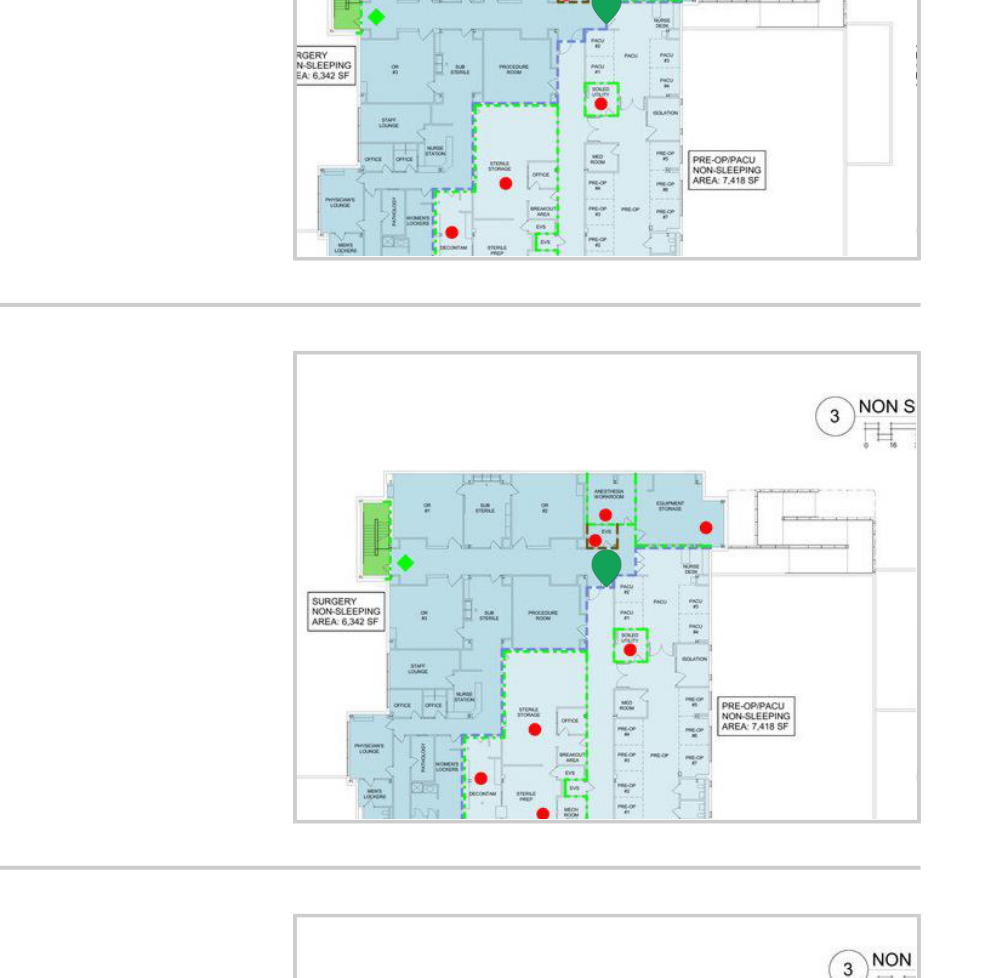 NURSE
DESK
RGERY
N-SLEEPING
EA: 6,342 SF
OR
#3
SUB
STERILE
PROCEDURE
ROOM
PACU
#2
PACU
PACU
#3
PACU
#1
PACU
#4
SOILED
UTILITY
ISOLATION
STAFF
LOUNGE
NURSE
STATION
OFFICE
OFFICE
STERILE
STORAGE
OFFICE
MED
ROOM
PRE-OP
#5
PRE-OP/PACU
NON-SLEEPING
AREA: 7,418 SF
PRE-OP
#4
PRE-OP
#6
PHYSICIAN'S
LOUNGE
PATHOLOGY
WOMEN'S
LOCKERS
BREAKOUT
AREA
PRE-OP
#3
PRE-OP
PRE-OP
#7
EVS
EVS
PRE-OP
#2
MEN'S
LOCKERS
DECONTAM
STERILE
PREP
3
NON S
0 16
OR
#1
SUB
STERILE
OR
#2
ANESTHESIA
WORKROOM
EQUIPMENT
STORAGE
EVS
NURSE
DESK
SURGERY
NON-SLEEPING
AREA: 6,342 SF
OR
#3
SUB
STERILE
PROCEDURE
ROOM
PACU
#2
PACU
PACU
#3
PACU
#1
PACU
#4
SOILED
UTILITY
ISOLATION
STAFF
LOUNGE
NURSE
STATION
OFFICE
OFFICE
STERILE
STORAGE
OFFICE
MED
ROOM
PRE-OP
#5
PRE-OP/PACU
NON-SLEEPING
AREA: 7,418 SF
PRE-OP
#4
PRE-OP
#6
PHYSICIAN'S
LOUNGE
PATHOLOGY
WOMEN'S
LOCKERS
BREAKOUT
AREA
PRE-OP
#3
PRE-OP
PRE-OP
#7
EVS
EVS
PRE-OP
#2
MEN'S
LOCKERS
DECONTAM
STERILE
PREP
MECH
ROOM
PRE-OP
#1
3
NON